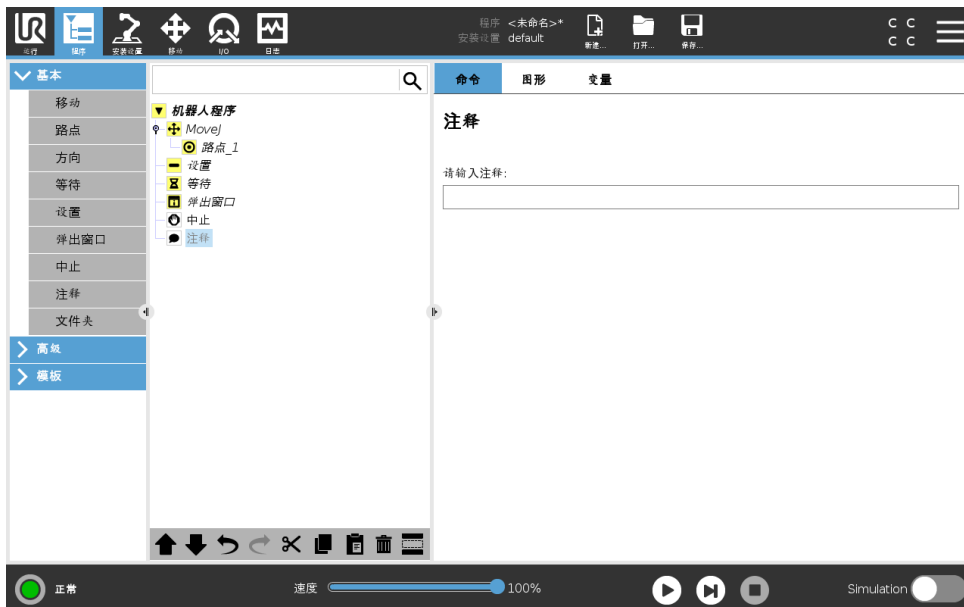 程序 <未命名>*
安装设置 default
C C
C C
运行
程序
安装设置
移动
I/O
日志
新建...
打开...
保存...
基本
移动
路点
方向
等待
设置
弹出窗口
中止
注释
文件夹
高级
模板
机器人程序
MoveJ
路点_1
设置
等待
弹出窗口
中止
注释
命令 图形 变量
注释
请输入注释:
正常
速度
100%
Simulation